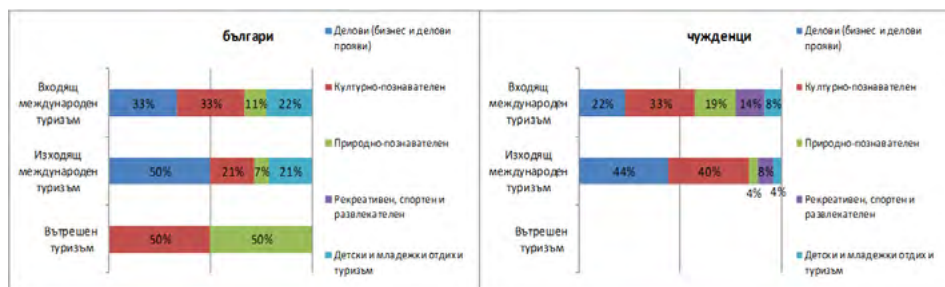 българи
Входящ
международен
туризъм
33% 33% 11% 22%
Изходящ
международен
туризъм
50% 21% 7% 21%
Вътрешен
туризъм
50% 50%
Делови (бизнес и делови
прояви)
Културно-познавателен
Природно-познавателен
Рекреативен, спортен и
развлекателен
Детски и младежки отдих и
туризъм
чужденци
Входящ
международен
туризъм
22% 33% 19% 14% 8%
Изходящ
международен
туризъм
44% 40% 4% 8% 4%
Вътрешен
туризъм
Делови (бизнес и делови
прояви)
Културно-познавателен
Природно-познавателен
Рекреативен, спортен и
развлекателен
Детски и младежки отдих и
туризъм